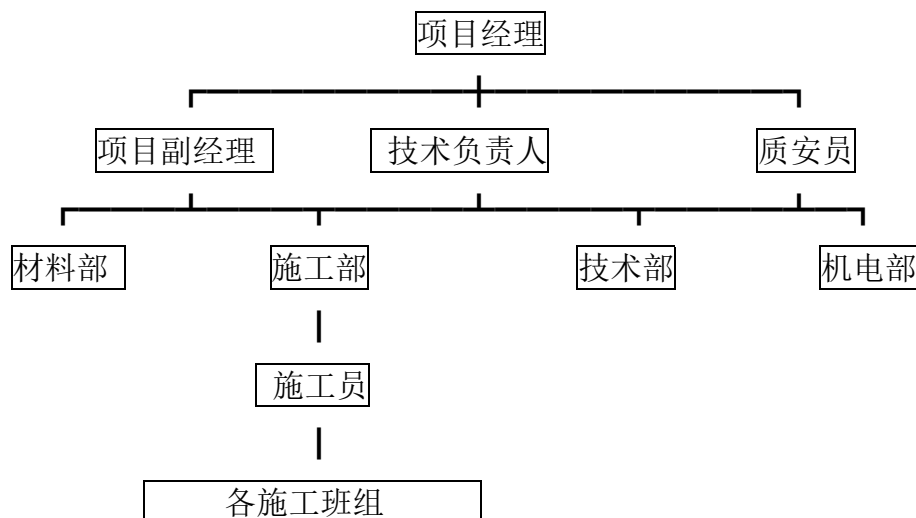 项目经理
项目副经理 技术负责人 质安员
材料部 施工部 技术部 机电部
施工员
各施工班组